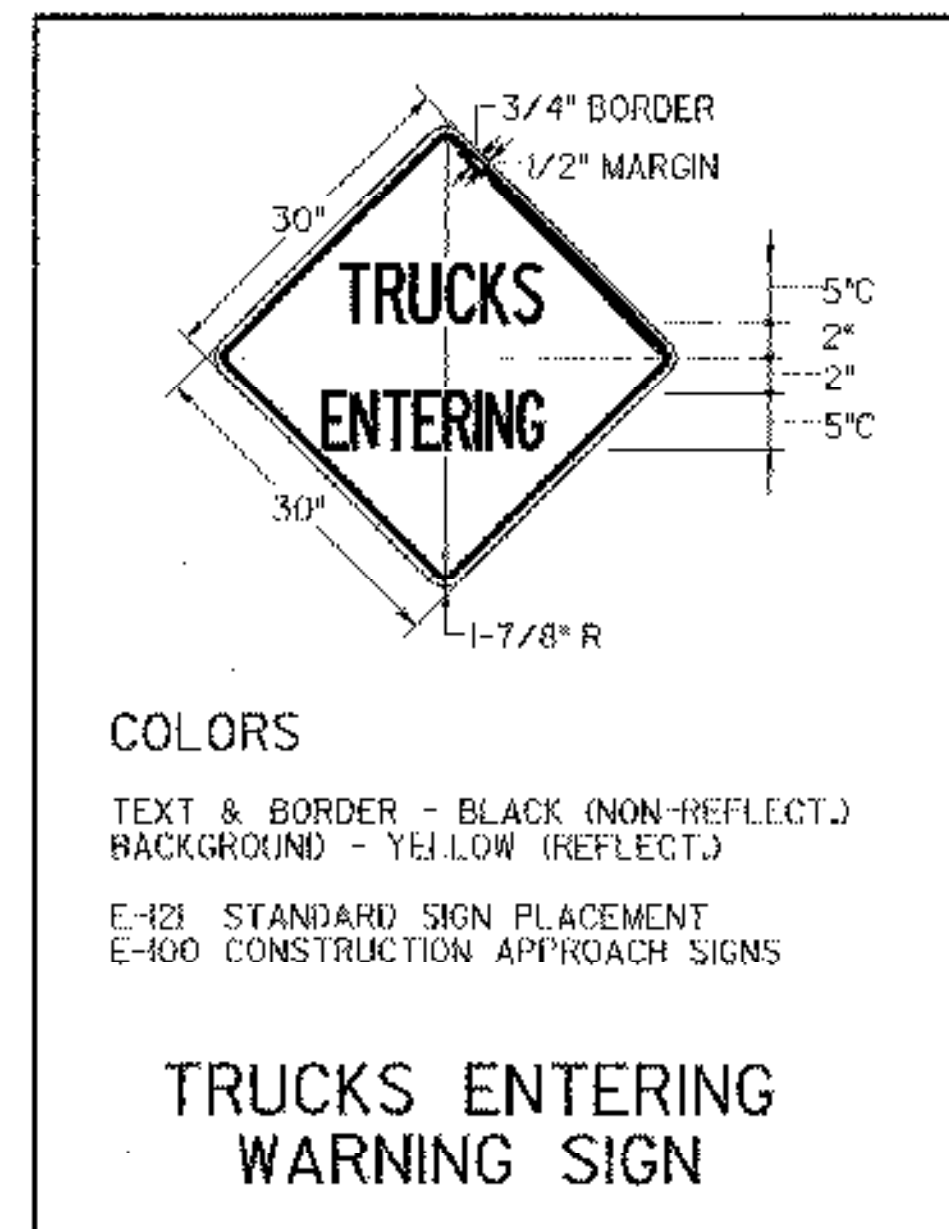 3/4" BORDER
1/2" MARGIN
30"
TRUCKS
5"C
2"
2"
ENTERING
5"C
30"
1-7/8" R
COLORS
TEXT & BORDER - BLACK (NON-REFLECT.)
BACKGROUND - YELLOW (REFLECT.)
E-121 STANDARD SIGN PLACEMENT
E-100 CONSTRUCTION APPROACH SIGNS
TRUCKS ENTERING
WARNING SIGN